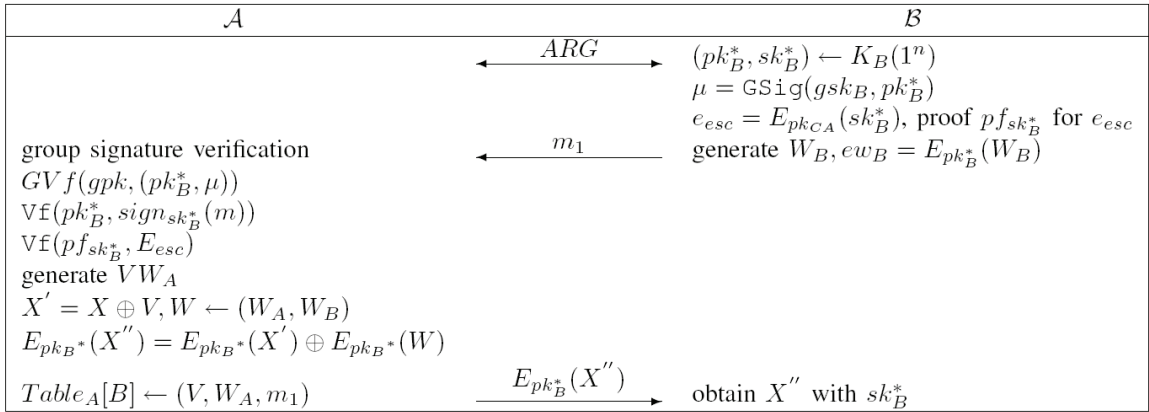 𝒜 ℬ
ARG (pk*_B, sk*_B) ← K_B(1^n)
μ = GSig(gsk_B, pk*_B)
e_esc = E_{pk_CA}(sk*_B), proof pf_{sk*_B} for e_esc
group signature verification m_1 generate W_B, ew_B = E_{pk*_B}(W_B)
GVf(gpk, (pk*_B, μ))
Vf(pk*_B, sign_{sk*_B}(m))
Vf(pf_{sk*_B}, E_esc)
generate VW_A
X' = X ⊕ V, W ← (W_A, W_B)
E_{pk_B*}(X'') = E_{pk_B*}(X') ⊕ E_{pk_B*}(W)
Table_A[B] ← (V, W_A, m_1) E_{pk*_B}(X'') obtain X'' with sk*_B